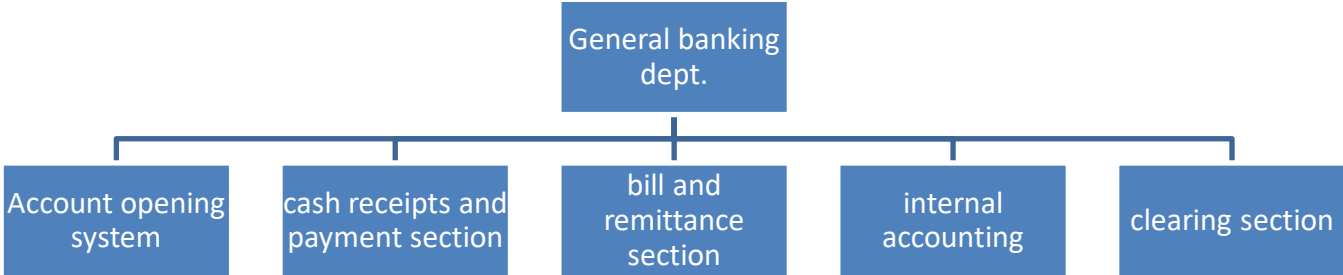 General banking
dept.
Account opening
system
cash receipts and
payment section
bill and
remittance
section
internal
accounting
clearing section